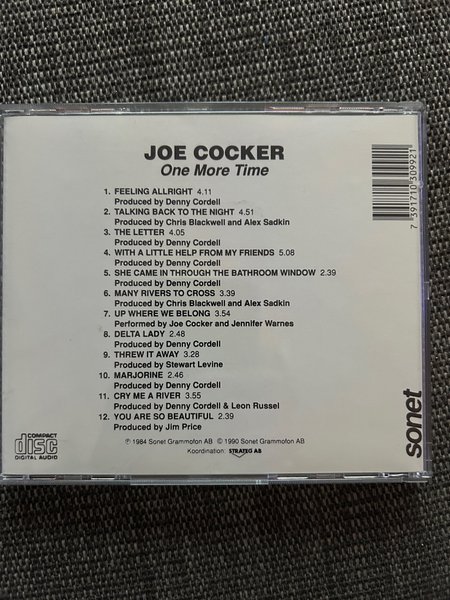 JOE COCKER
One More Time
1. FEELING ALLRIGHT 4.11
Produced by Denny Cordell
2. TALKING BACK TO THE NIGHT 4.51
Produced by Chris Blackwell and Alex Sadkin
3. THE LETTER 4.05
Produced by Denny Cordell
4. WITH A LITTLE HELP FROM MY FRIENDS 5.08
Produced by Denny Cordell
5. SHE CAME IN THROUGH THE BATHROOM WINDOW 2.39
Produced by Denny Cordell
6. MANY RIVERS TO CROSS 3.39
Produced by Chris Blackwell and Alex Sadkin
7. UP WHERE WE BELONG 3.54
Performed by Joe Cocker and Jennifer Warnes
8. DELTA LADY 2.48
Produced by Denny Cordell
9. THREW IT AWAY 3.28
Produced by Stewart Levine
10. MARJORINE 2.46
Produced by Denny Cordell
11. CRY ME A RIVER 3.55
Produced by Denny Cordell & Leon Russel
12. YOU ARE SO BEAUTIFUL 2.39
Produced by Jim Price
℗ 1984 Sonet Grammofon AB © 1990 Sonet Grammofon AB
Koordination: STRATEG AB
COMPACT
disc
DIGITAL AUDIO
7 391710 309921
sonet